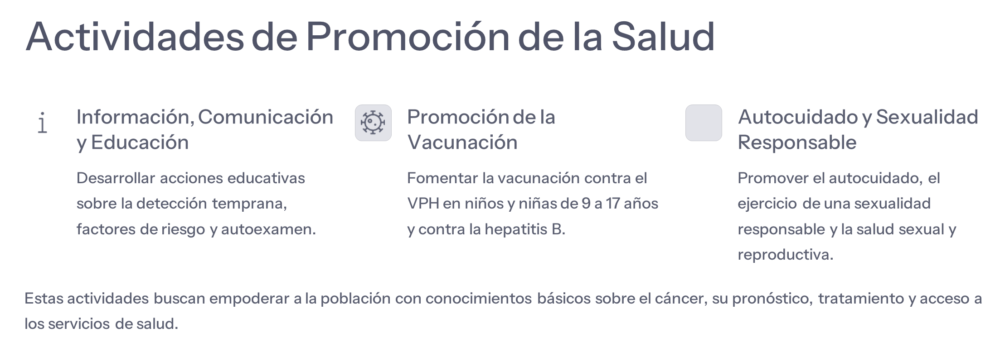 Actividades de Promoción de la Salud
Información, Comunicación
y Educación
Desarrollar acciones educativas
sobre la detección temprana,
factores de riesgo y autoexamen.
Promoción de la
Vacunación
Fomentar la vacunación contra el
VPH en niños y niñas de 9 a 17 años
y contra la hepatitis B.
Autocuidado y Sexualidad
Responsable
Promover el autocuidado, el
ejercicio de una sexualidad
responsable y la salud sexual y
reproductiva.
Estas actividades buscan empoderar a la población con conocimientos básicos sobre el cáncer, su pronóstico, tratamiento y acceso a
los servicios de salud.